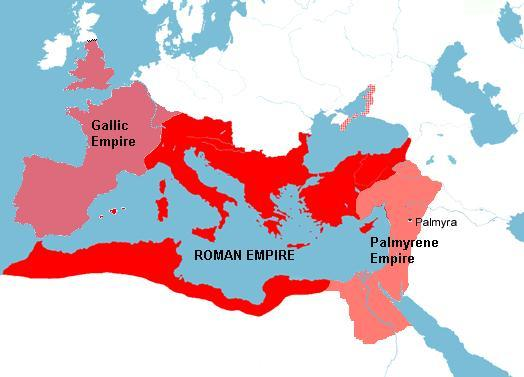 Gallic
Empire
Palmyra
Palmyrene
Empire
ROMAN EMPIRE